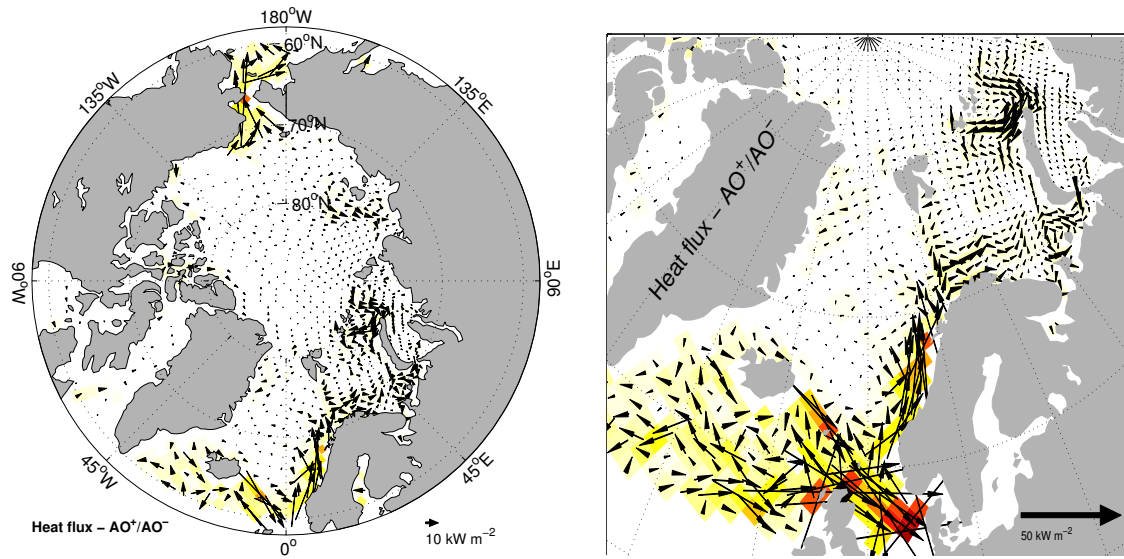 180°W
60°N
135°W
135°E
70°N
80°N
90°W
90°E
45°W
45°E
0°
Heat flux – AO⁺/AO⁻
10 kW m⁻²
Heat flux – AO⁺/AO⁻
50 kW m⁻²